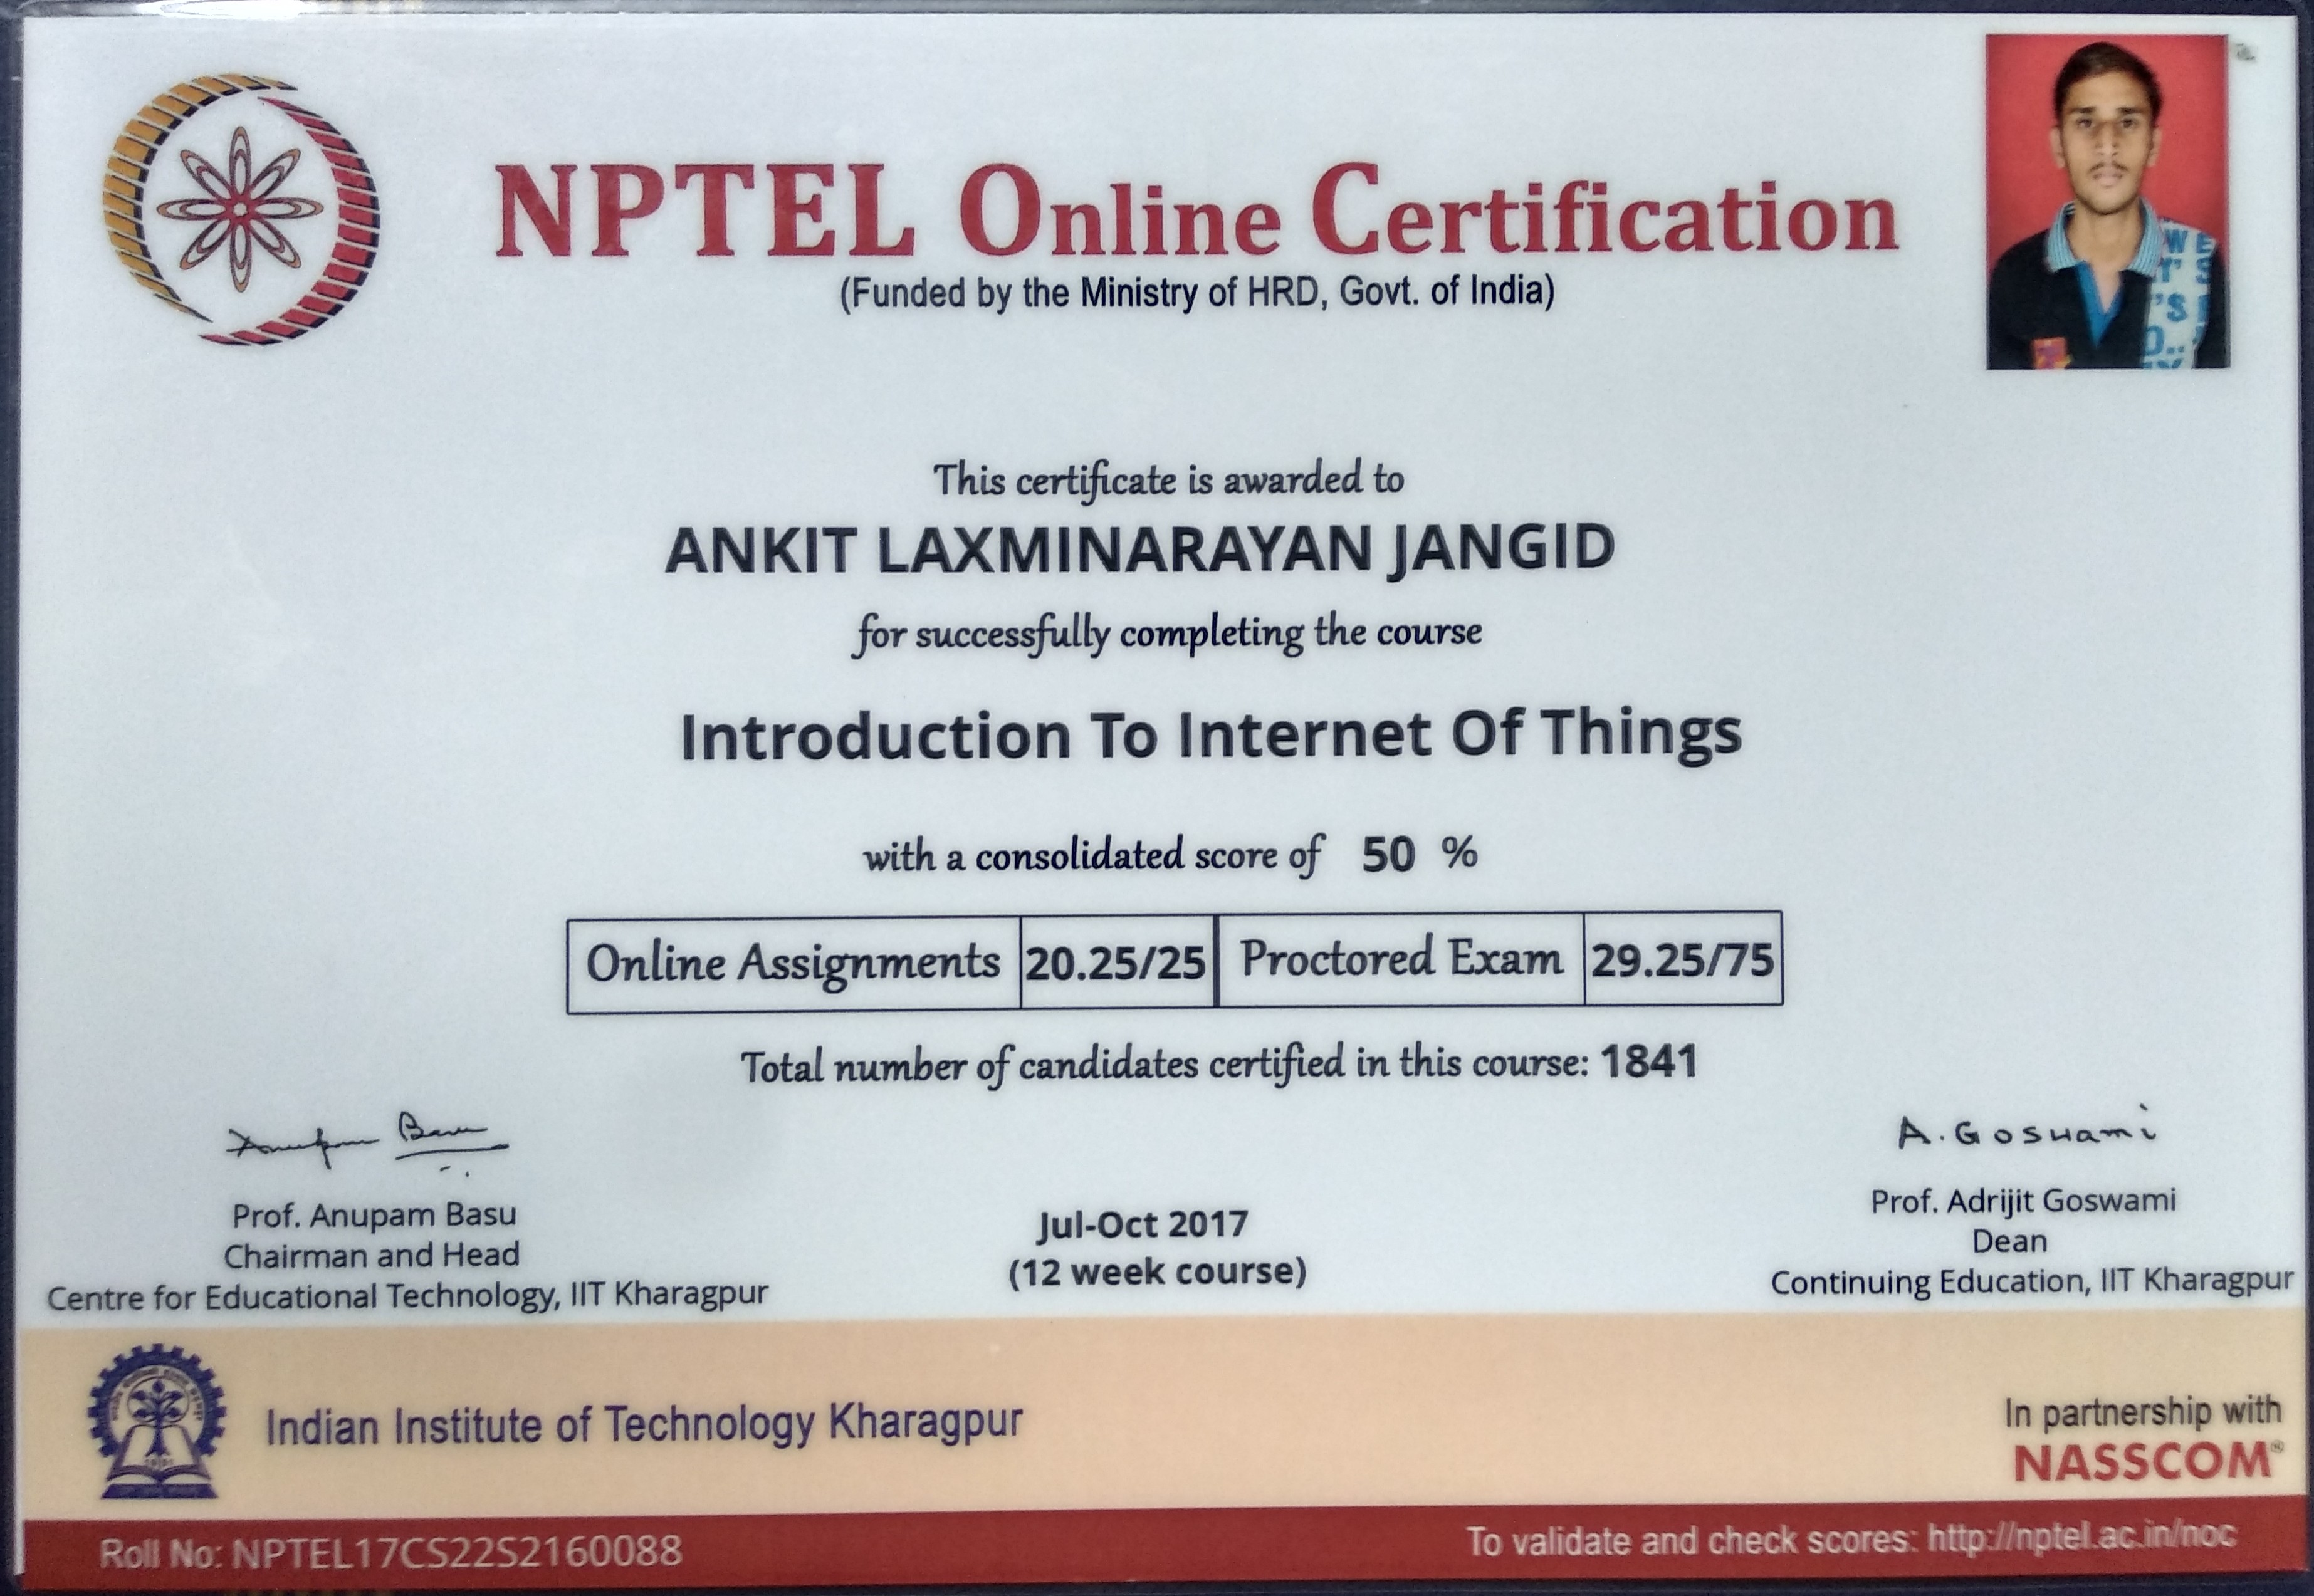 NPTEL Online Certification
(Funded by the Ministry of HRD, Govt. of India)
This certificate is awarded to
ANKIT LAXMINARAYAN JANGID
for successfully completing the course
Introduction To Internet Of Things
with a consolidated score of 50 %
Online Assignments 20.25/25 Proctored Exam 29.25/75
Total number of candidates certified in this course: 1841
Anupam Basu
Prof. Anupam Basu
Chairman and Head
Centre for Educational Technology, IIT Kharagpur
Jul-Oct 2017
(12 week course)
A. Goswami
Prof. Adrijit Goswami
Dean
Continuing Education, IIT Kharagpur
Indian Institute of Technology Kharagpur
In partnership with
NASSCOM®
Roll No: NPTEL17CS22S2160088
To validate and check scores: http://nptel.ac.in/noc